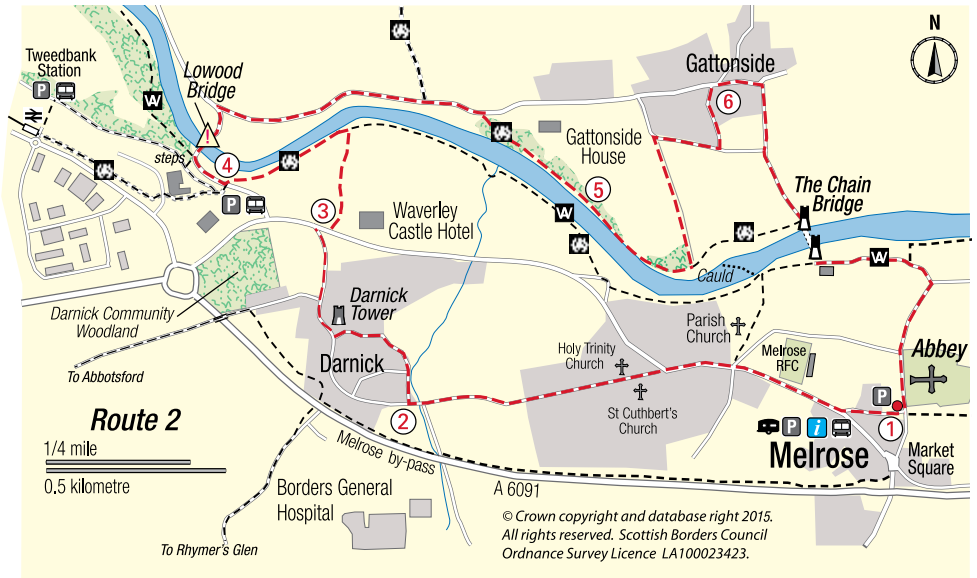 N
Tweedbank
Station
P
Lowood
Bridge
Gattonside
6
W
!
steps
4
Gattonside
House
5
The Chain
Bridge
P
3
Waverley
Castle Hotel
W
W
Cauld
Darnick Community
Woodland
Darnick
Tower
Parish
Church
Holy Trinity
Church
Melrose
RFC
Abbey
Darnick
To Abbotsford
St Cuthbert's
Church
P
1
Route 2
2
P
i
1/4 mile
Melrose by-pass
Melrose
Market
Square
0.5 kilometre
A 6091
Borders General
Hospital
© Crown copyright and database right 2015.
All rights reserved. Scottish Borders Council
Ordnance Survey Licence LA100023423.
To Rhymer's Glen